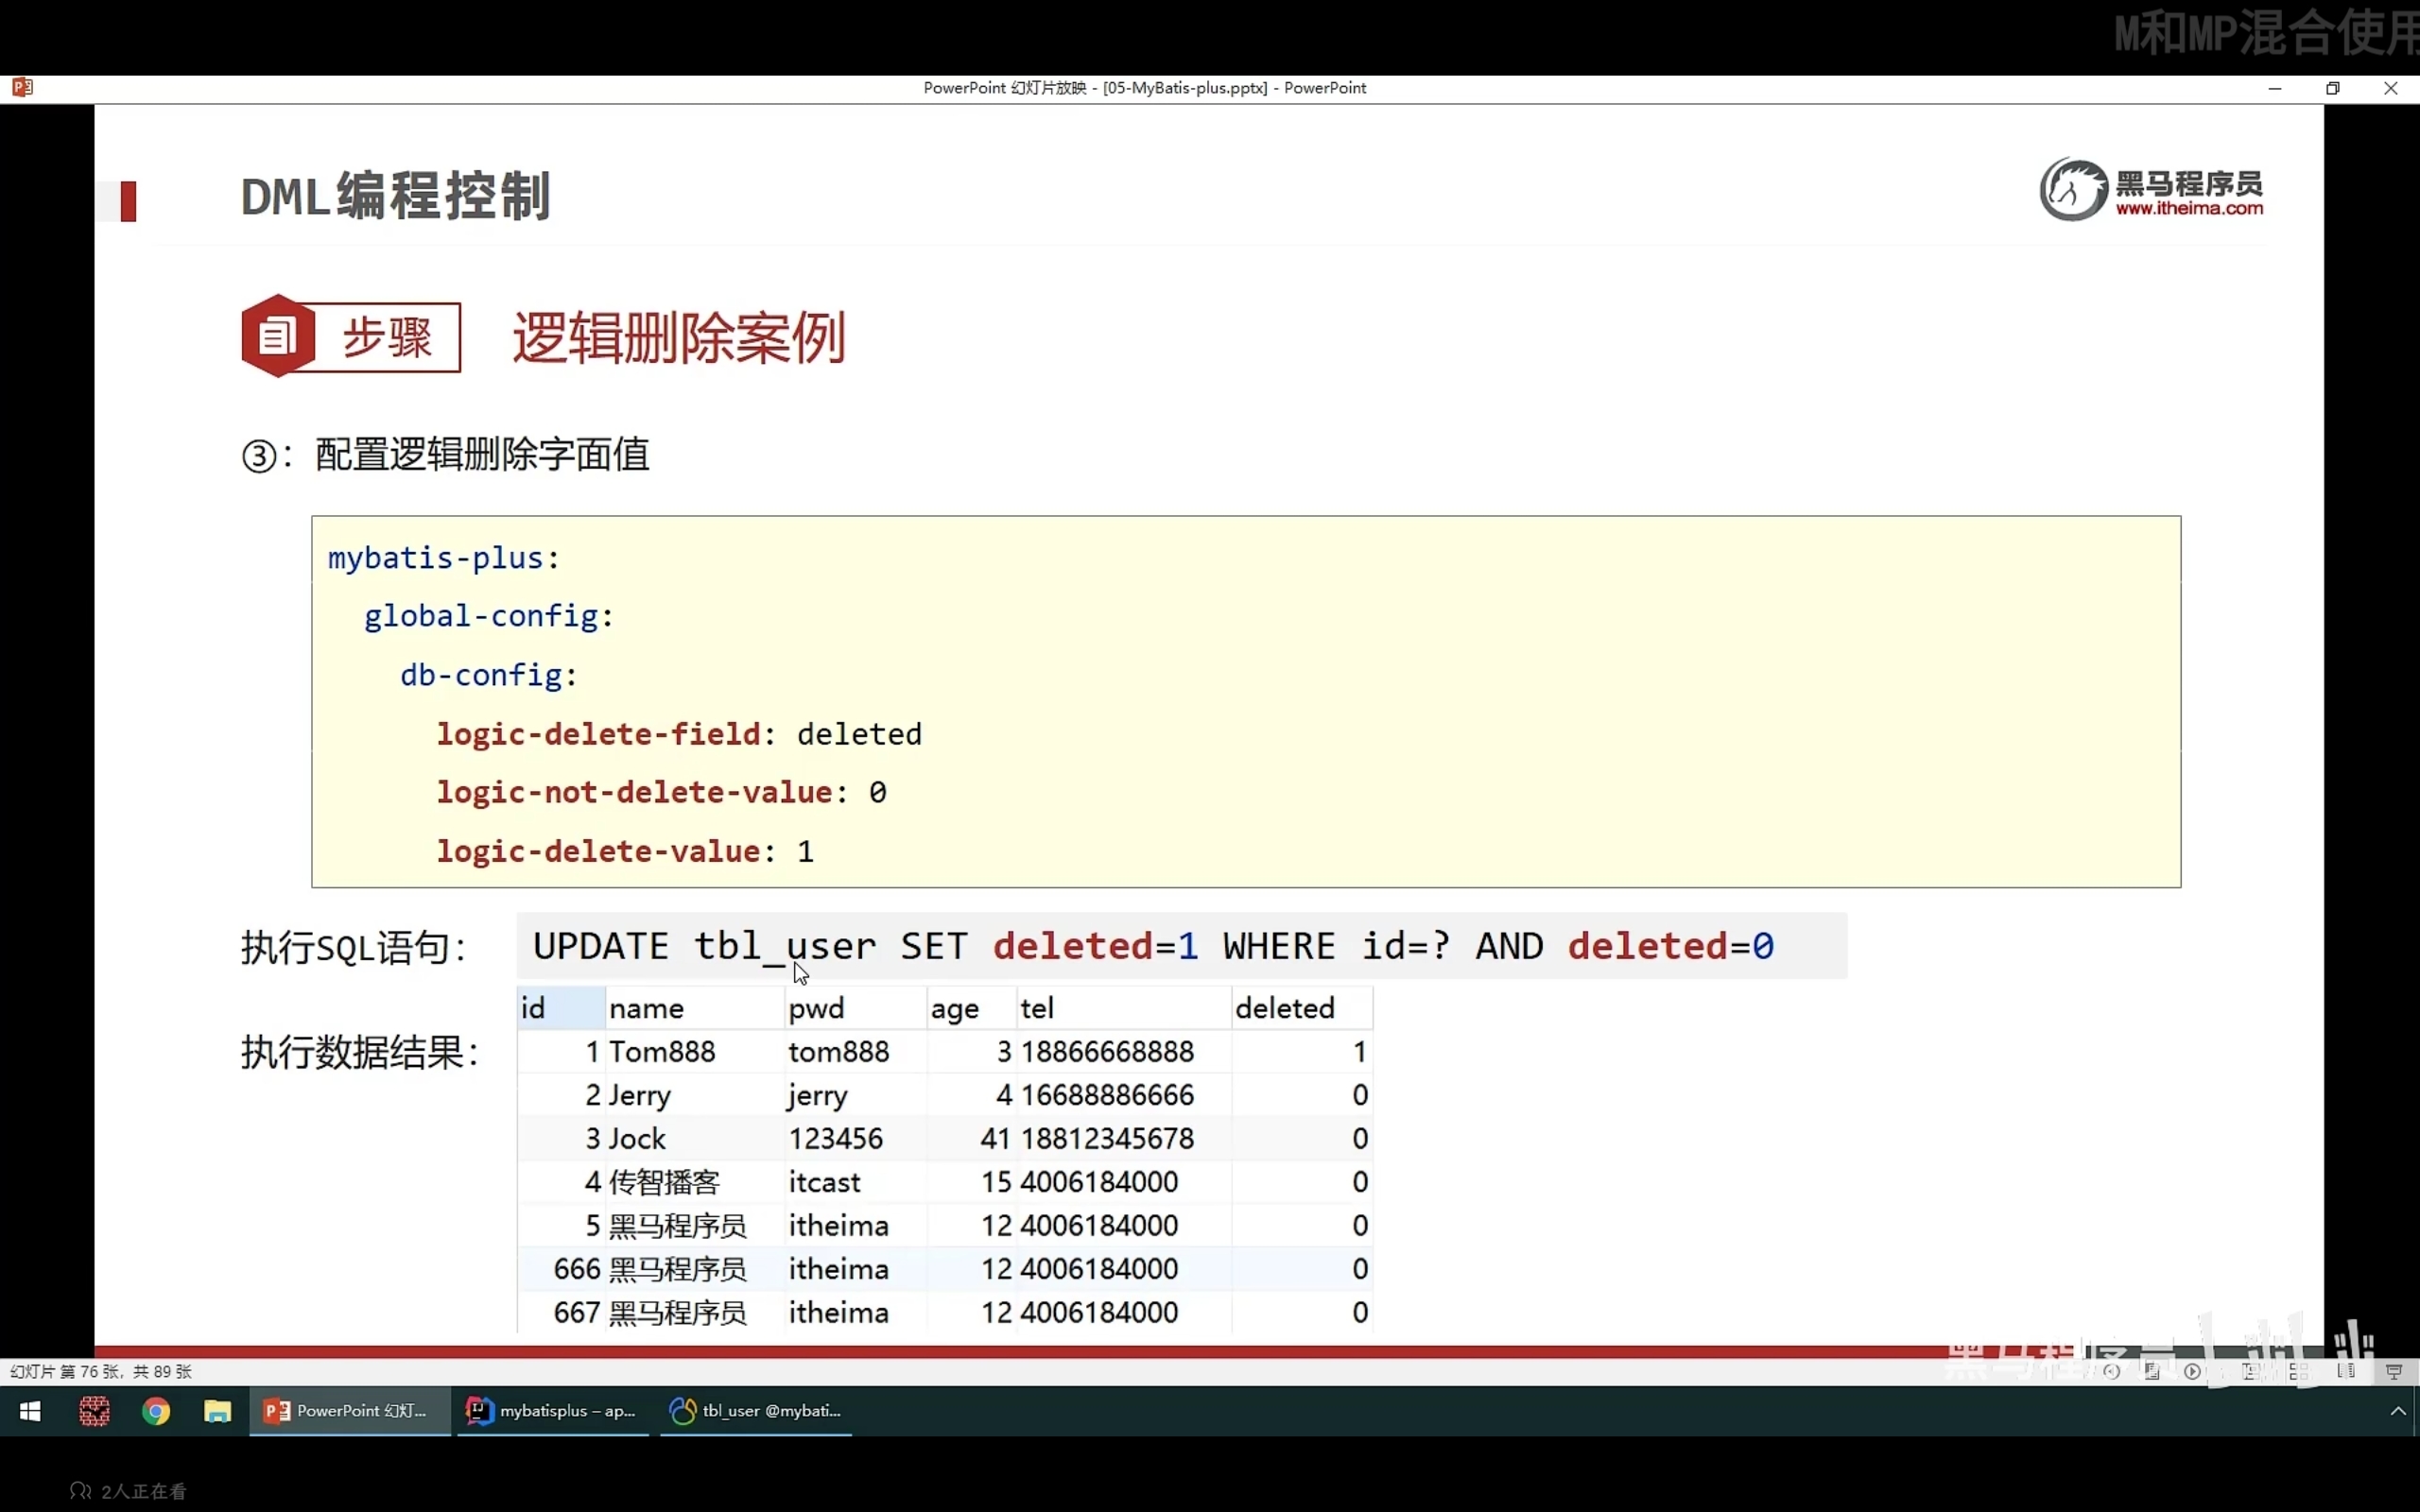 M和MP混合使用
PowerPoint 幻灯片放映 - [05-MyBatis-plus.pptx] - PowerPoint
DML编程控制
黑马程序员
www.itheima.com
步骤
逻辑删除案例
③：配置逻辑删除字面值
mybatis-plus:
global-config:
db-config:
logic-delete-field: deleted
logic-not-delete-value: 0
logic-delete-value: 1
执行SQL语句：
UPDATE tbl_user SET deleted=1 WHERE id=? AND deleted=0
执行数据结果：
id name pwd age tel deleted
1 Tom888 tom888 3 18866668888 1
2 Jerry jerry 4 16688886666 0
3 Jock 123456 41 18812345678 0
4 传智播客 itcast 15 4006184000 0
5 黑马程序员 itheima 12 4006184000 0
666 黑马程序员 itheima 12 4006184000 0
667 黑马程序员 itheima 12 4006184000 0
黑马程序员
幻灯片 第 76 张，共 89 张
PowerPoint 幻灯...
mybatisplus – ap...
tbl_user @mybati...
2人正在看